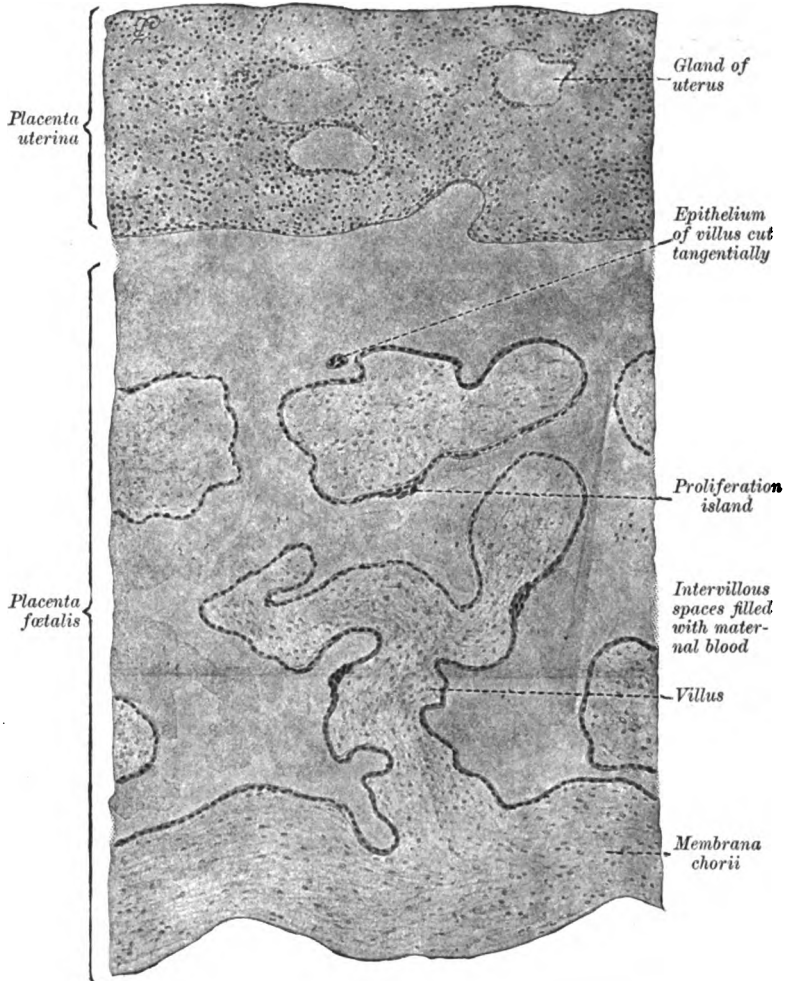 Placenta
uterina
Gland of
uterus
Epithelium
of villus cut
tangentially
Proliferation
island
Placenta
fœtalis
Intervillous
spaces filled
with mater-
nal blood
Villus
Membrana
chorii